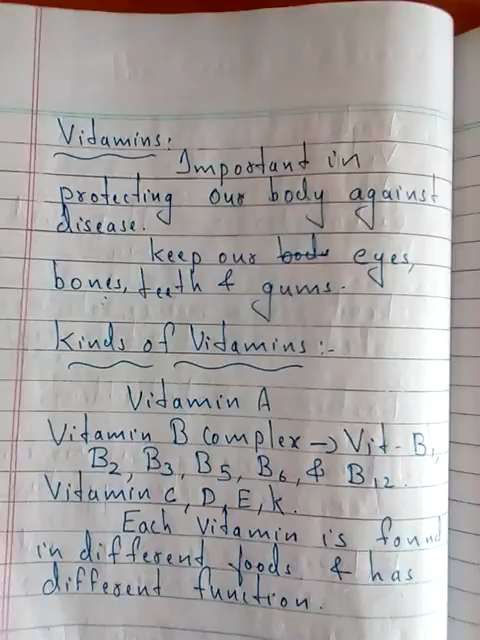 Vitamins:
Important in
protecting our body against
disease.
keep our eyes,
bones, teeth & gums.
Kinds of Vitamins:-
Vitamin A
Vitamin B complex → Vit. B1,
B2, B3, B5, B6, & B12.
Vitamin C, D, E, K.
Each vitamin is found
in different foods & has
different function.